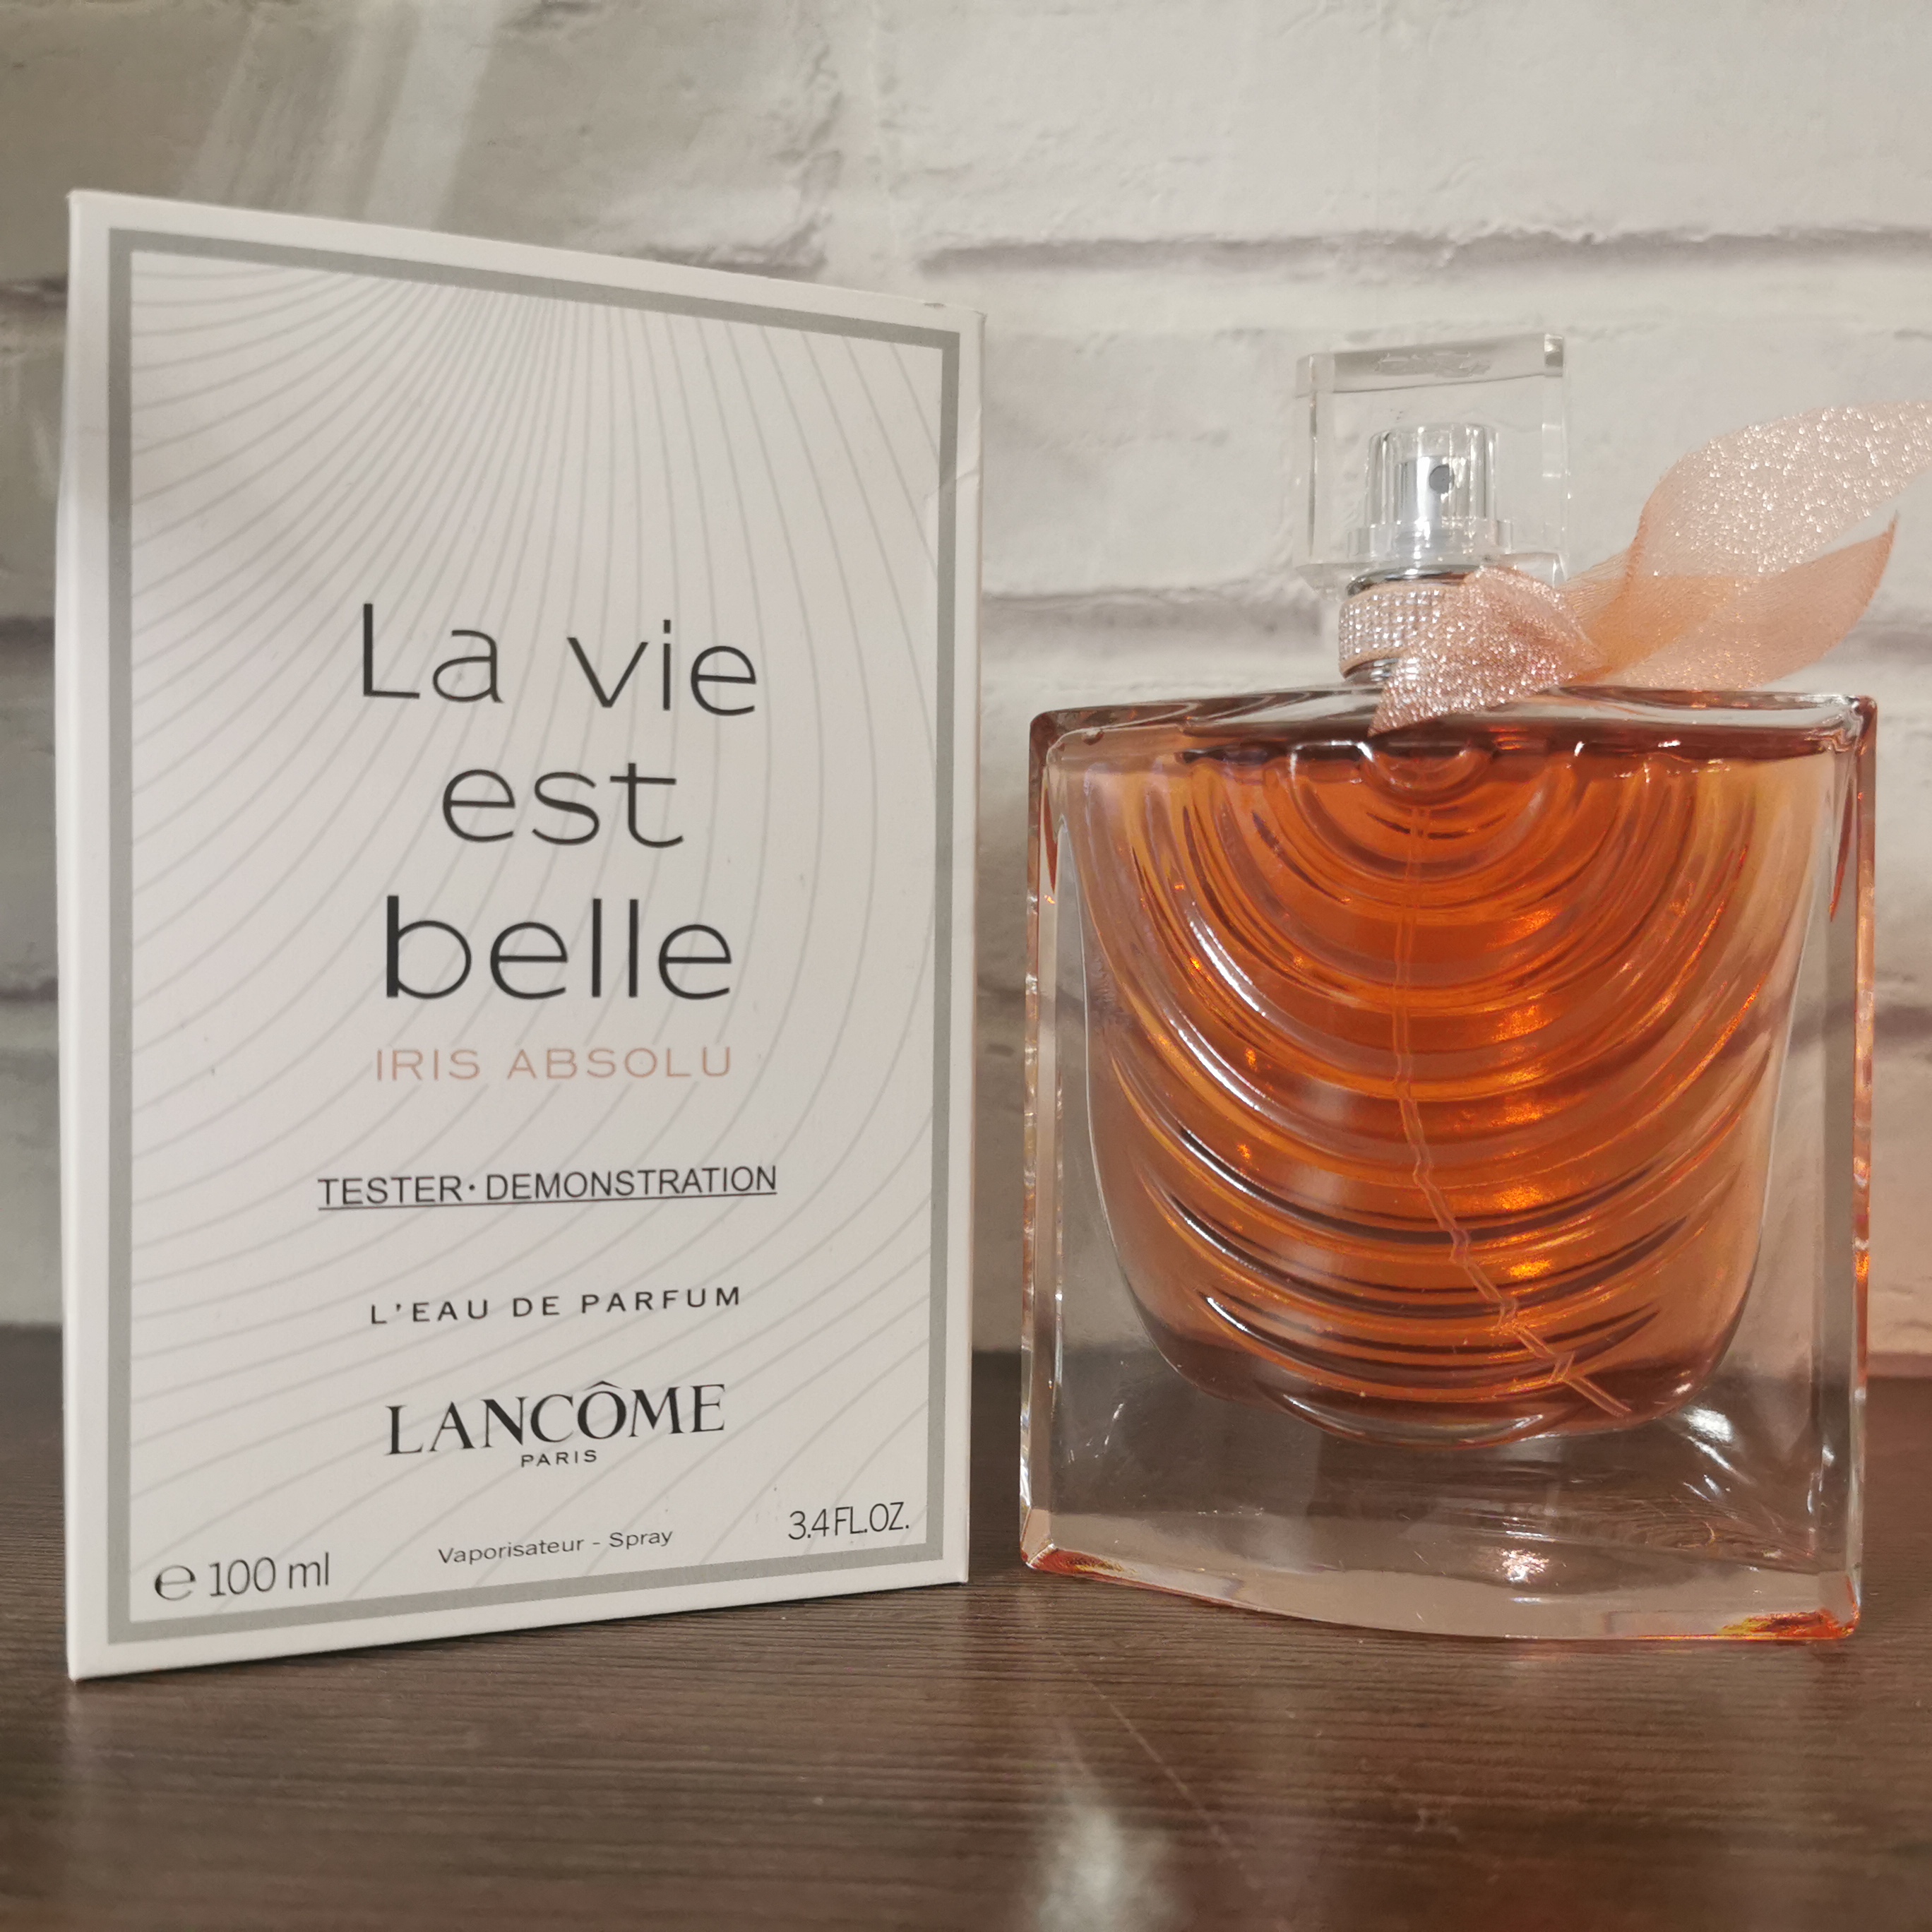 La vie
est
belle
IRIS ABSOLU
TESTER·DEMONSTRATION
L'EAU DE PARFUM
LANCÔME
PARIS
Vaporisateur - Spray
3.4 FL.OZ.
℮ 100 ml